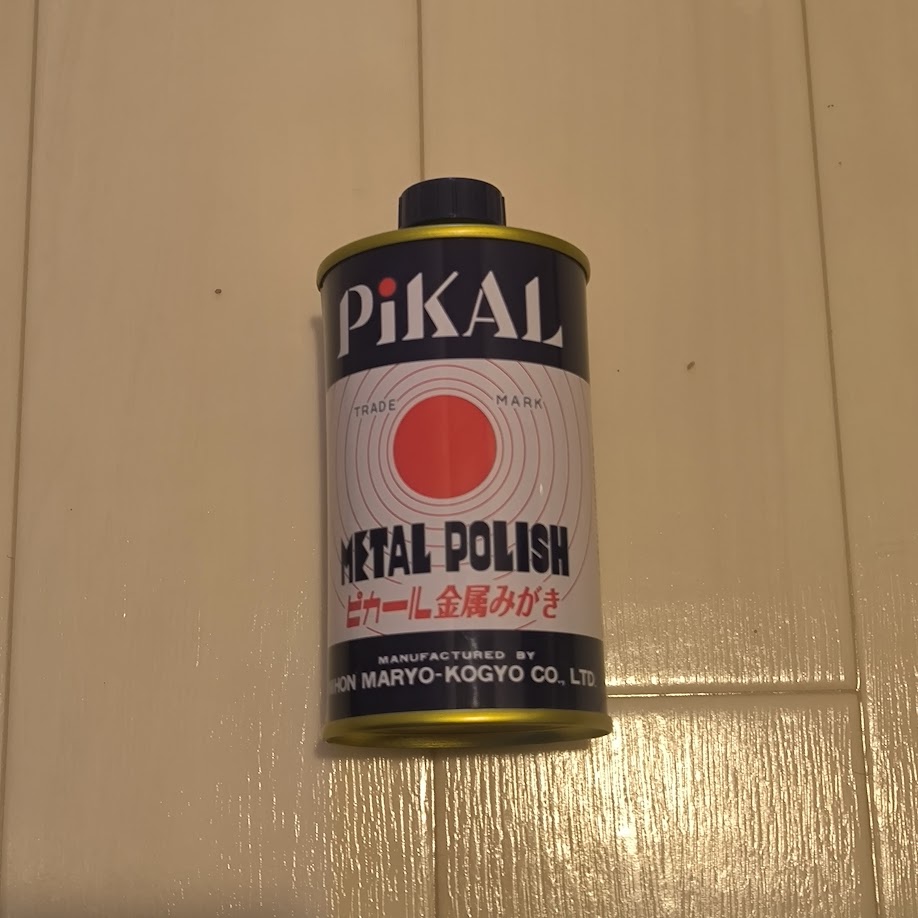 PiKAL
TRADE MARK
METAL POLISH
ピカール金属みがき
MANUFACTURED BY
MARYO-KOGYO CO., LTD.